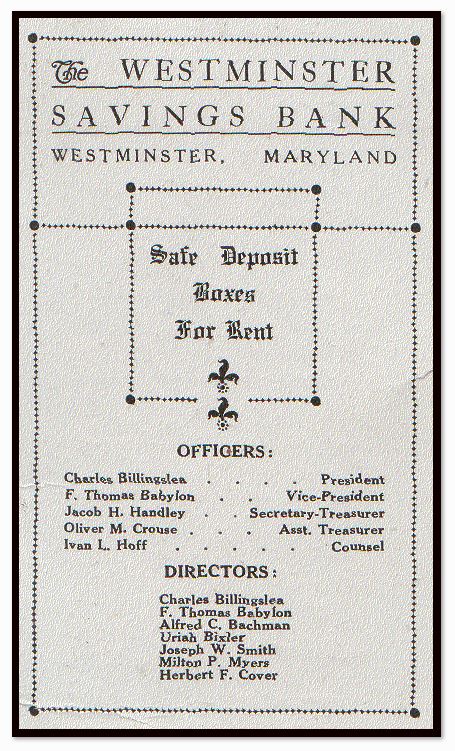 The WESTMINSTER
SAVINGS BANK
WESTMINSTER, MARYLAND
Safe Deposit
Boxes
For Rent
OFFICERS:
Charles Billingslea . . . . President
F. Thomas Babylon . . Vice-President
Jacob H. Handley . . Secretary-Treasurer
Oliver M. Crouse . . . Asst. Treasurer
Ivan L. Hoff . . . . . Counsel
DIRECTORS:
Charles Billingslea
F. Thomas Babylon
Alfred C. Bachman
Uriah Bixler
Joseph W. Smith
Milton P. Myers
Herbert F. Cover